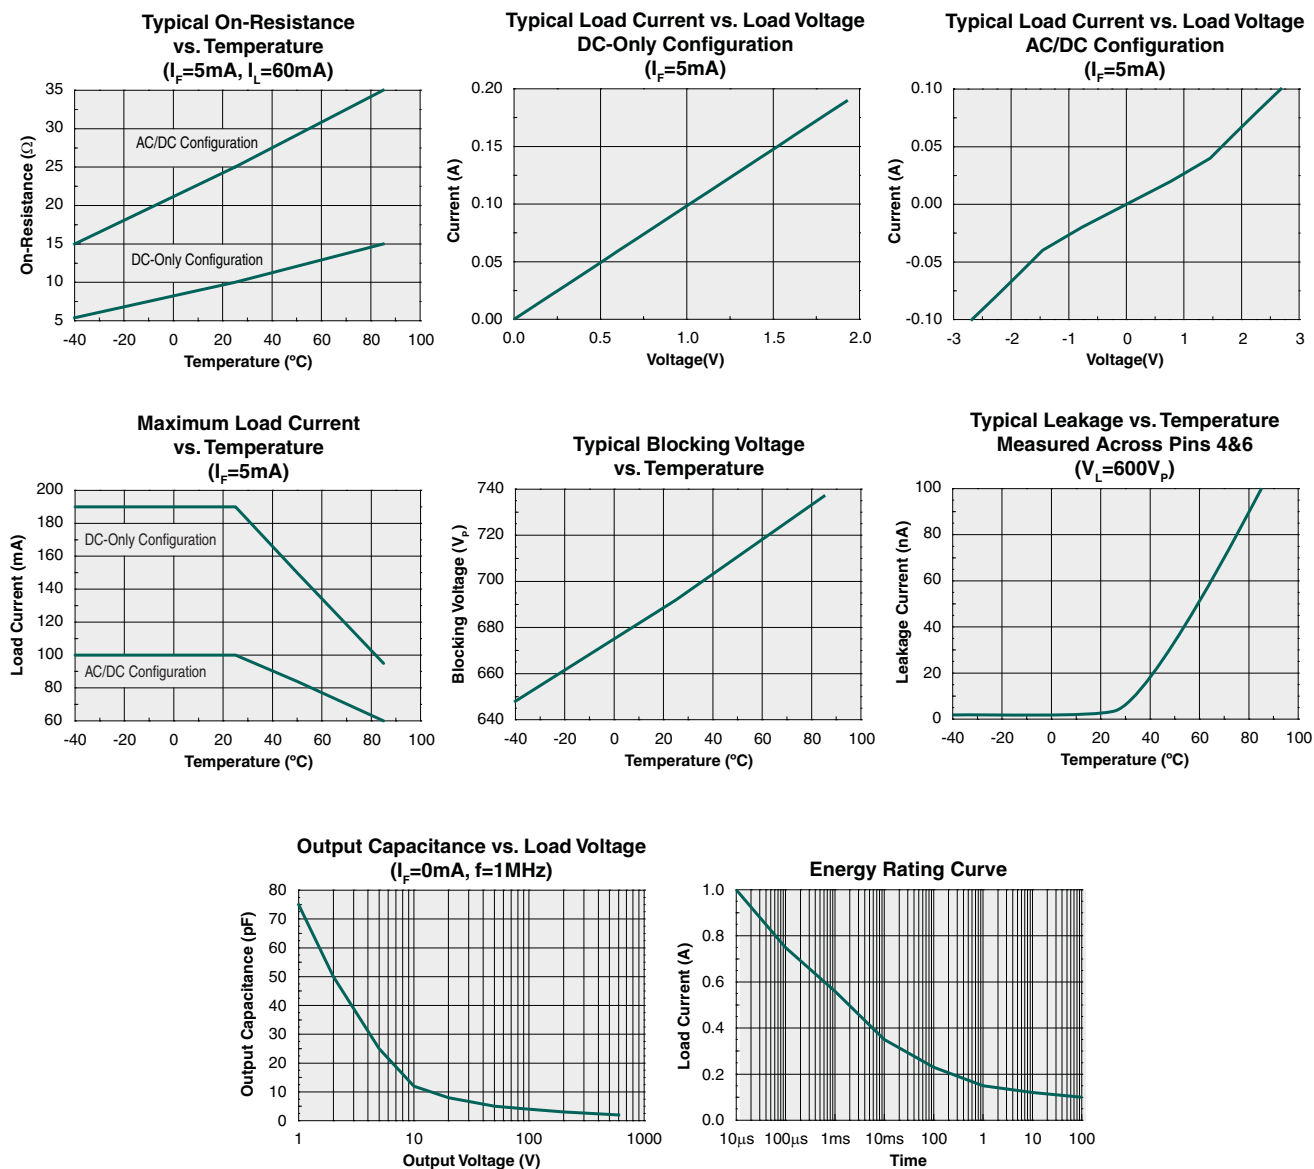 Typical On-Resistance
vs. Temperature
(I_F=5mA, I_L=60mA)
35
30
25
20
15
10
5
On-Resistance (Ω)
AC/DC Configuration
DC-Only Configuration
-40 -20 0 20 40 60 80 100
Temperature (ºC)
Typical Load Current vs. Load Voltage
DC-Only Configuration
(I_F=5mA)
0.20
0.15
0.10
0.05
0.00
Current (A)
0.0 0.5 1.0 1.5 2.0
Voltage(V)
Typical Load Current vs. Load Voltage
AC/DC Configuration
(I_F=5mA)
0.10
0.05
0.00
-0.05
-0.10
Current (A)
-3 -2 -1 0 1 2 3
Voltage(V)
Maximum Load Current
vs. Temperature
(I_F=5mA)
200
180
160
140
120
100
80
60
Load Current (mA)
DC-Only Configuration
AC/DC Configuration
-40 -20 0 20 40 60 80 100
Temperature (ºC)
Typical Blocking Voltage
vs. Temperature
740
720
700
680
660
640
Blocking Voltage (V_P)
-40 -20 0 20 40 60 80 100
Temperature (ºC)
Typical Leakage vs. Temperature
Measured Across Pins 4&6
(V_L=600V_P)
100
80
60
40
20
0
Leakage Current (nA)
-40 -20 0 20 40 60 80 100
Temperature (ºC)
Output Capacitance vs. Load Voltage
(I_F=0mA, f=1MHz)
80
70
60
50
40
30
20
10
0
Output Capacitance (pF)
1 10 100 1000
Output Voltage (V)
Energy Rating Curve
1.0
0.8
0.6
0.4
0.2
0.0
Load Current (A)
10µs 100µs 1ms 10ms 100 1 10 100
Time